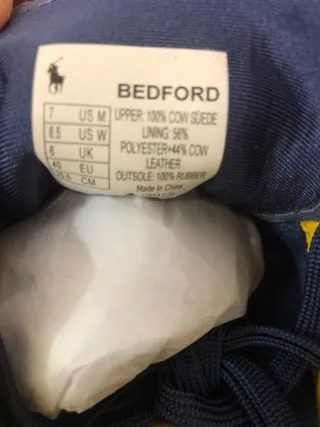 BEDFORD
7 US M
8.5 US W
6 UK
40 EU
25.5 CM
UPPER: 100% COW SUEDE
LINING: 56%
POLYESTER+44% COW
LEATHER
OUTSOLE: 100% RUBBER
Made In China